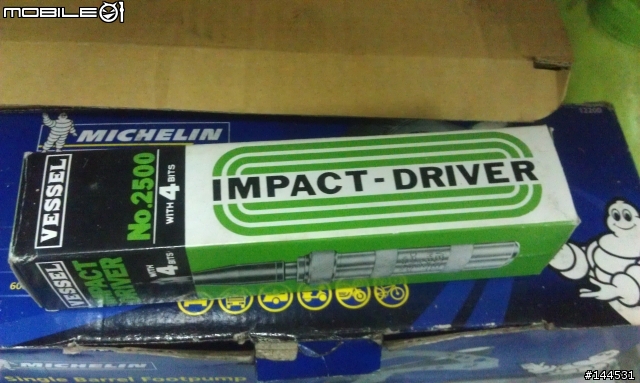 MOBILE01
MICHELIN
VESSEL
No.2500
WITH 4 BITS
IMPACT-DRIVER
VESSEL
IMPACT
DRIVER
WITH
4 BITS
60
MICHELIN
Single Barrel Footpump
#144531